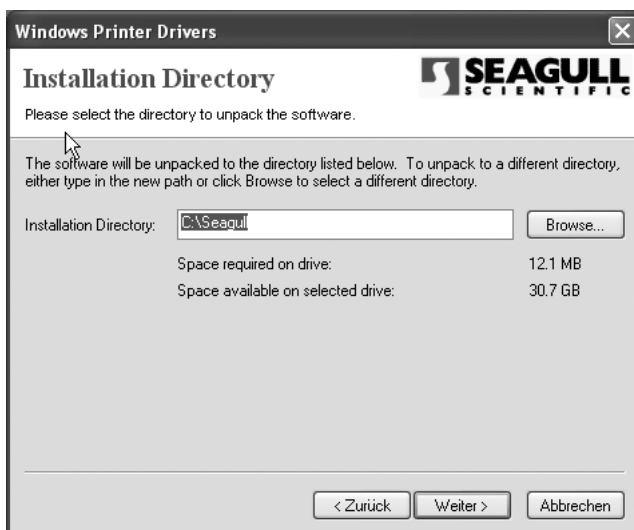 Windows Printer Drivers
Installation Directory
SEAGULL
SCIENTIFIC
Please select the directory to unpack the software.
The software will be unpacked to the directory listed below. To unpack to a different directory,
either type in the new path or click Browse to select a different directory.
Installation Directory: C:\Seagull Browse...
Space required on drive: 12.1 MB
Space available on selected drive: 30.7 GB
< Zurück Weiter > Abbrechen